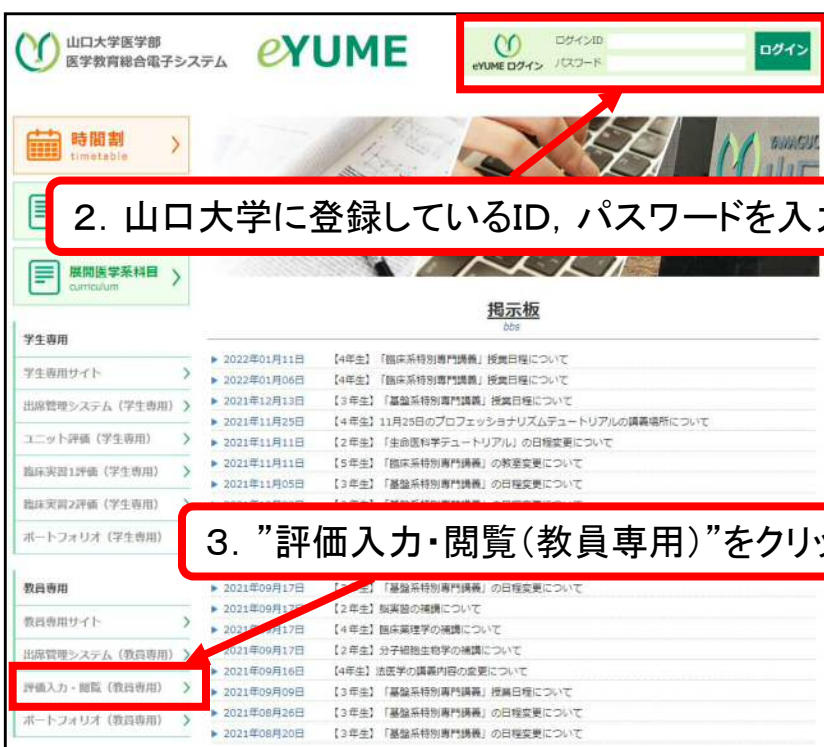 山口大学医学部
医学教育総合電子システム
eYUME
eYUME ログイン
ログインID
パスワード
ログイン
時間割
timetable
YAMAGUC
2．山口大学に登録しているID，パスワードを入
展開医学系科目
curriculum
掲示板
bbs
学生専用
学生専用サイト
出席管理システム（学生専用）
ユニット評価（学生専用）
臨床実習1評価（学生専用）
臨床実習2評価（学生専用）
ポートフォリオ（学生専用）
2022年01月11日 【4年生】「臨床系特別専門講義」授業日程について
2022年01月06日 【4年生】「臨床系特別専門講義」授業日程について
2021年12月13日 【3年生】「基盤系特別専門講義」授業日程について
2021年11月25日 【4年生】11月25日のプロフェッショナリズムチュートリアルの講義場所について
2021年11月11日 【2年生】「生命医科学チュートリアル」の日程変更について
2021年11月11日 【5年生】「臨床系特別専門講義」の教室変更について
2021年11月05日 【3年生】「基盤系特別専門講義」の日程変更について
3．”評価入力・閲覧（教員専用）”をクリッ
教員専用
教員専用サイト
出席管理システム（教員専用）
評価入力・閲覧（教員専用）
ポートフォリオ（教員専用）
2021年09月17日 「基盤系特別専門講義」の日程変更について
2021年09月17日 【2年生】脳実習の補講について
2021年09月17日 【4年生】臨床薬理学の補講について
2021年09月17日 【2年生】分子細胞生物学の補講について
2021年09月16日 【4年生】法医学の講義内容の変更について
2021年09月09日 【3年生】「基盤系特別専門講義」授業日程について
2021年08月26日 【3年生】「基盤系特別専門講義」の日程変更について
2021年08月20日 【3年生】「基盤系特別専門講義」の日程変更について